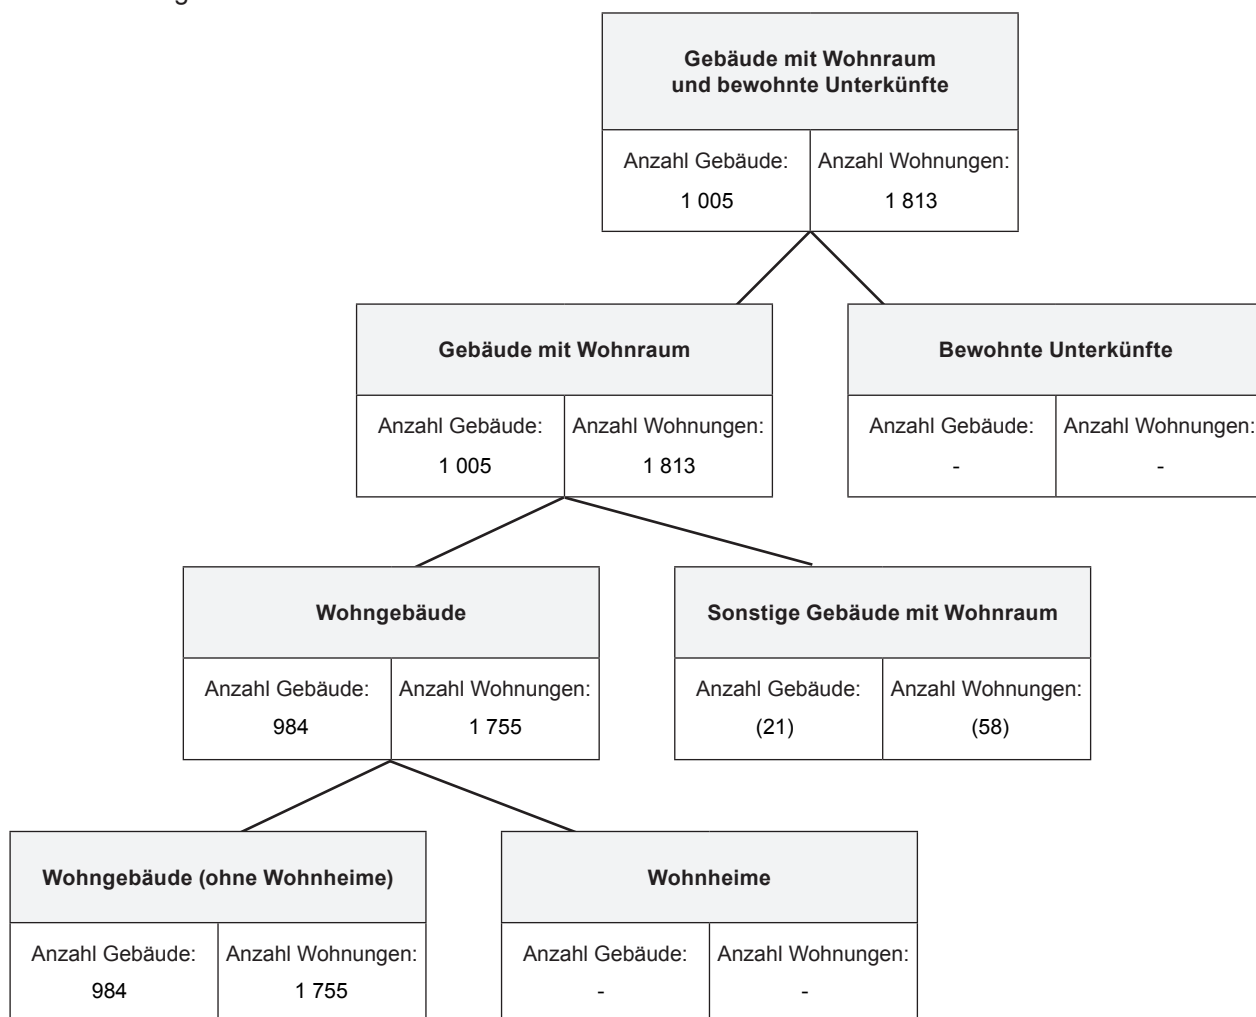 Gebäude mit Wohnraum
und bewohnte Unterkünfte
Anzahl Gebäude: Anzahl Wohnungen:
1 005 1 813
Gebäude mit Wohnraum Bewohnte Unterkünfte
Anzahl Gebäude: Anzahl Wohnungen: Anzahl Gebäude: Anzahl Wohnungen:
1 005 1 813 - -
Wohngebäude Sonstige Gebäude mit Wohnraum
Anzahl Gebäude: Anzahl Wohnungen: Anzahl Gebäude: Anzahl Wohnungen:
984 1 755 (21) (58)
Wohngebäude (ohne Wohnheime) Wohnheime
Anzahl Gebäude: Anzahl Wohnungen: Anzahl Gebäude: Anzahl Wohnungen:
984 1 755 - -